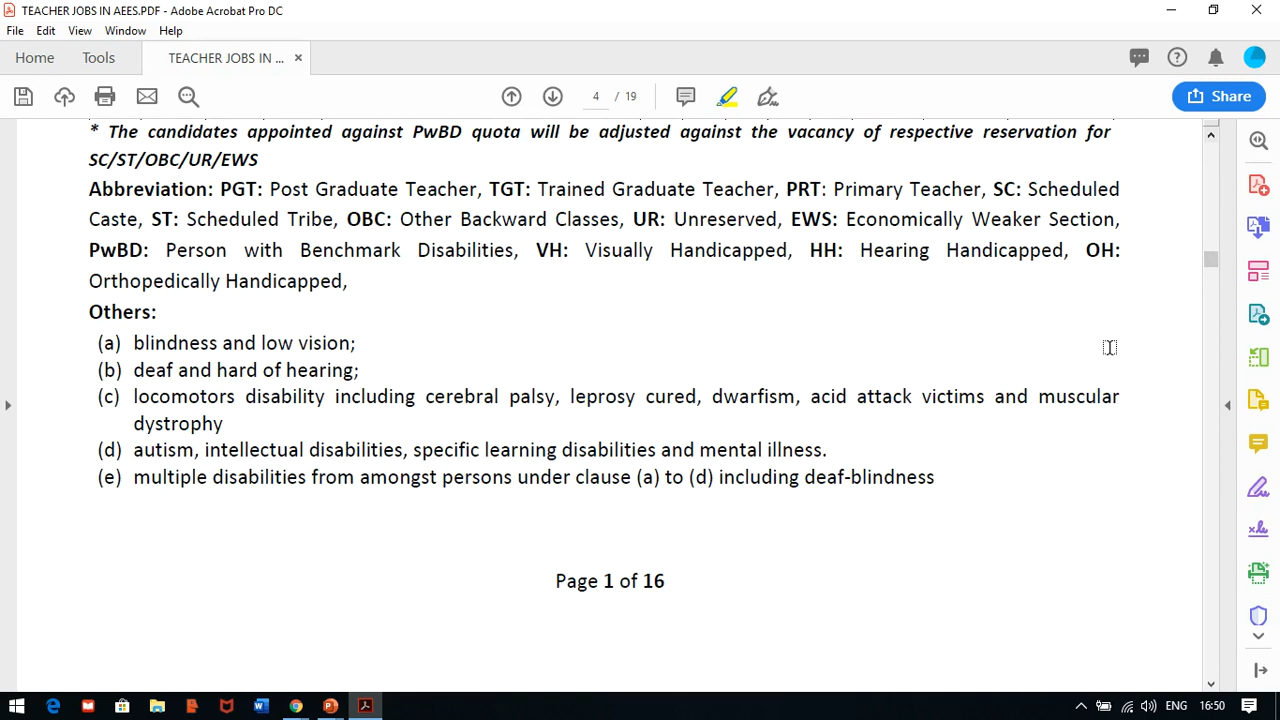 TEACHER JOBS IN AEES.PDF - Adobe Acrobat Pro DC
File Edit View Window Help
Home Tools TEACHER JOBS IN ... ×
4 / 19
Share
* The candidates appointed against PwBD quota will be adjusted against the vacancy of respective reservation for
SC/ST/OBC/UR/EWS
Abbreviation: PGT: Post Graduate Teacher, TGT: Trained Graduate Teacher, PRT: Primary Teacher, SC: Scheduled
Caste, ST: Scheduled Tribe, OBC: Other Backward Classes, UR: Unreserved, EWS: Economically Weaker Section,
PwBD: Person with Benchmark Disabilities, VH: Visually Handicapped, HH: Hearing Handicapped, OH:
Orthopedically Handicapped,
Others:
(a) blindness and low vision;
(b) deaf and hard of hearing;
(c) locomotors disability including cerebral palsy, leprosy cured, dwarfism, acid attack victims and muscular
dystrophy
(d) autism, intellectual disabilities, specific learning disabilities and mental illness.
(e) multiple disabilities from amongst persons under clause (a) to (d) including deaf-blindness
Page 1 of 16
ENG 16:50